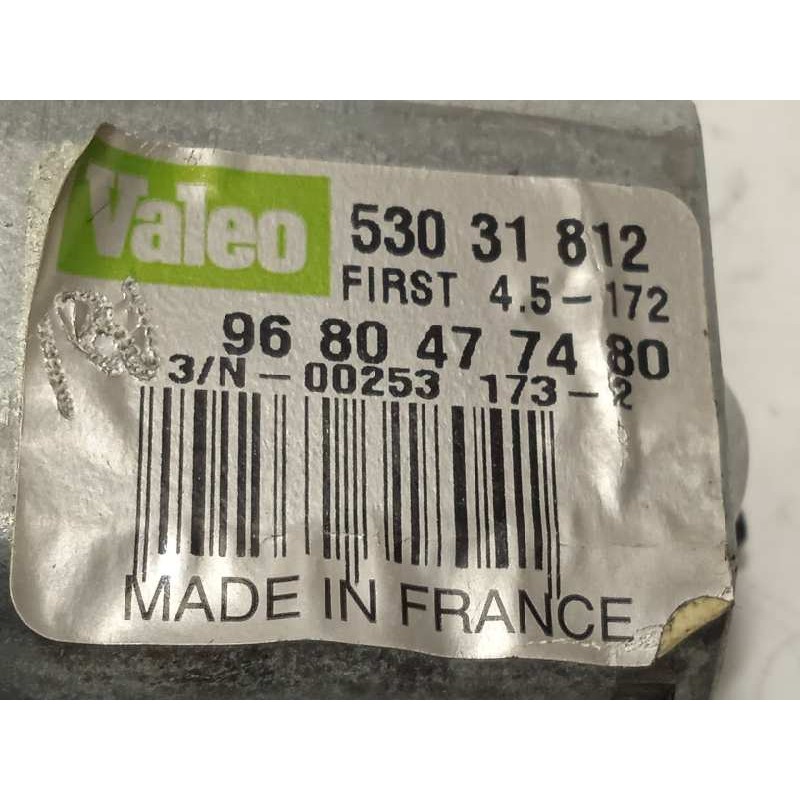 Valeo
530 31 812
FIRST 4.5-172
96 80 47 74 80
3/N-00253 173-2
MADE IN FRANCE